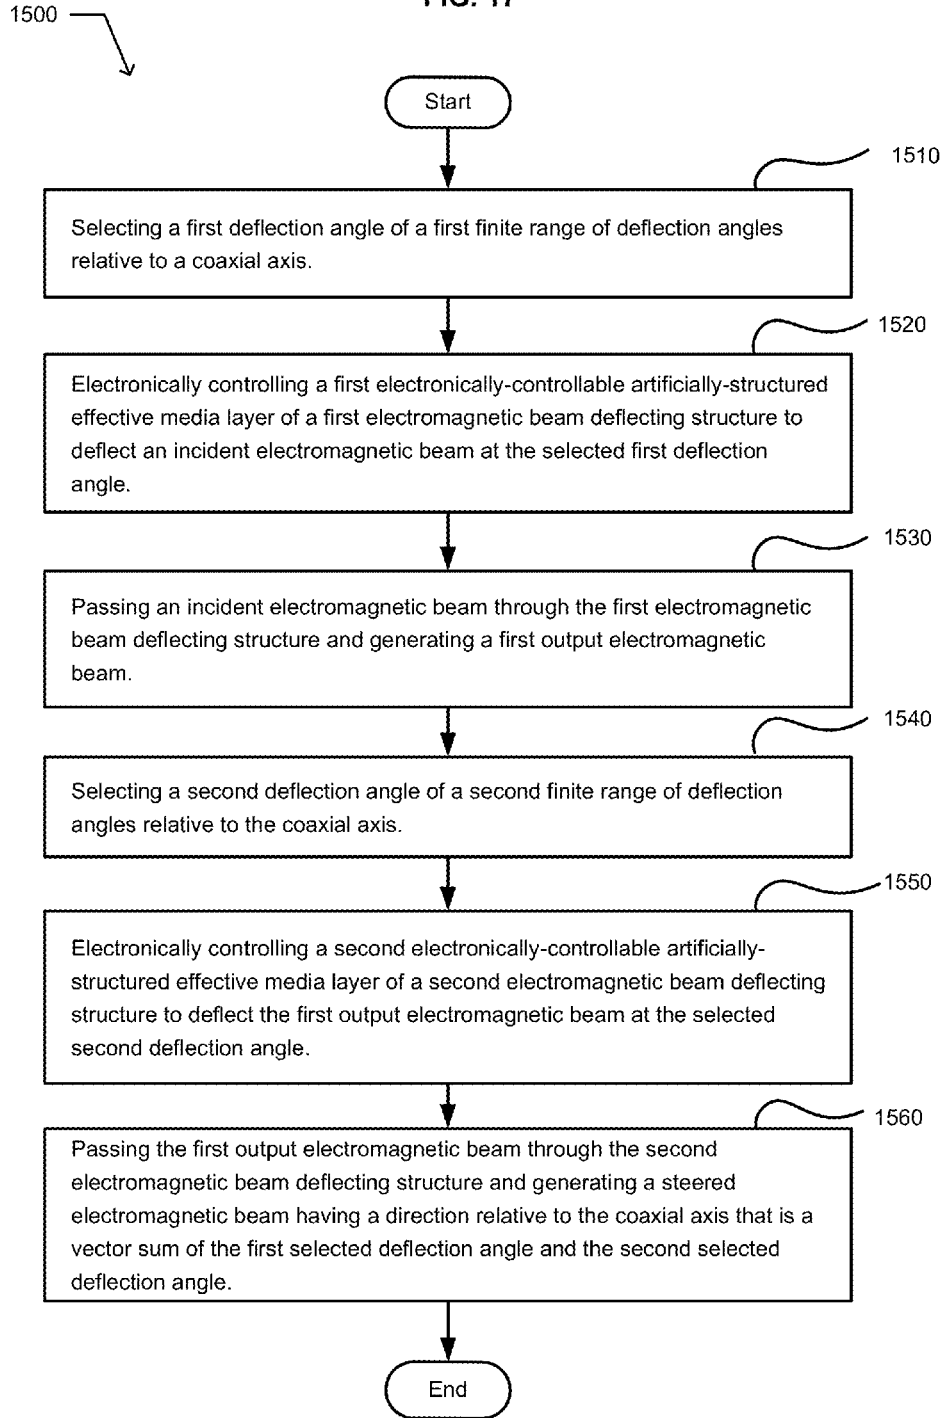 FIG. 17
1500
Start
1510
Selecting a first deflection angle of a first finite range of deflection angles
relative to a coaxial axis.
1520
Electronically controlling a first electronically-controllable artificially-structured
effective media layer of a first electromagnetic beam deflecting structure to
deflect an incident electromagnetic beam at the selected first deflection
angle.
1530
Passing an incident electromagnetic beam through the first electromagnetic
beam deflecting structure and generating a first output electromagnetic
beam.
1540
Selecting a second deflection angle of a second finite range of deflection
angles relative to the coaxial axis.
1550
Electronically controlling a second electronically-controllable artificially-
structured effective media layer of a second electromagnetic beam deflecting
structure to deflect the first output electromagnetic beam at the selected
second deflection angle.
1560
Passing the first output electromagnetic beam through the second
electromagnetic beam deflecting structure and generating a steered
electromagnetic beam having a direction relative to the coaxial axis that is a
vector sum of the first selected deflection angle and the second selected
deflection angle.
End